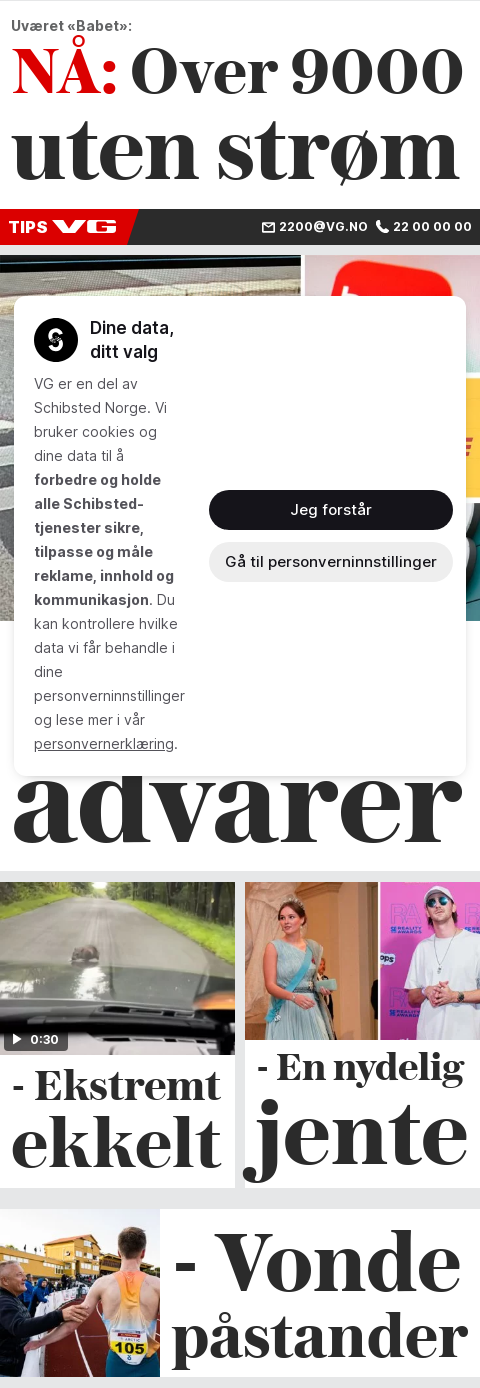 Uværet «Babet»:
NÅ: Over 9000
uten strøm
TIPS VG 2200@VG.NO 22 00 00 00
Dine data,
ditt valg
VG er en del av
Schibsted Norge. Vi
bruker cookies og
dine data til å
forbedre og holde
alle Schibsted-
tjenester sikre,
tilpasse og måle
reklame, innhold og
kommunikasjon. Du
kan kontrollere hvilke
data vi får behandle i
dine
personverninnstillinger
og lese mer i vår
personvernerklæring.
Jeg forstår
Gå til personverninnstillinger
advarer
0:30
- Ekstremt
ekkelt
REALITY
AWARDS
- En nydelig
jente
105
- Vonde
påstander